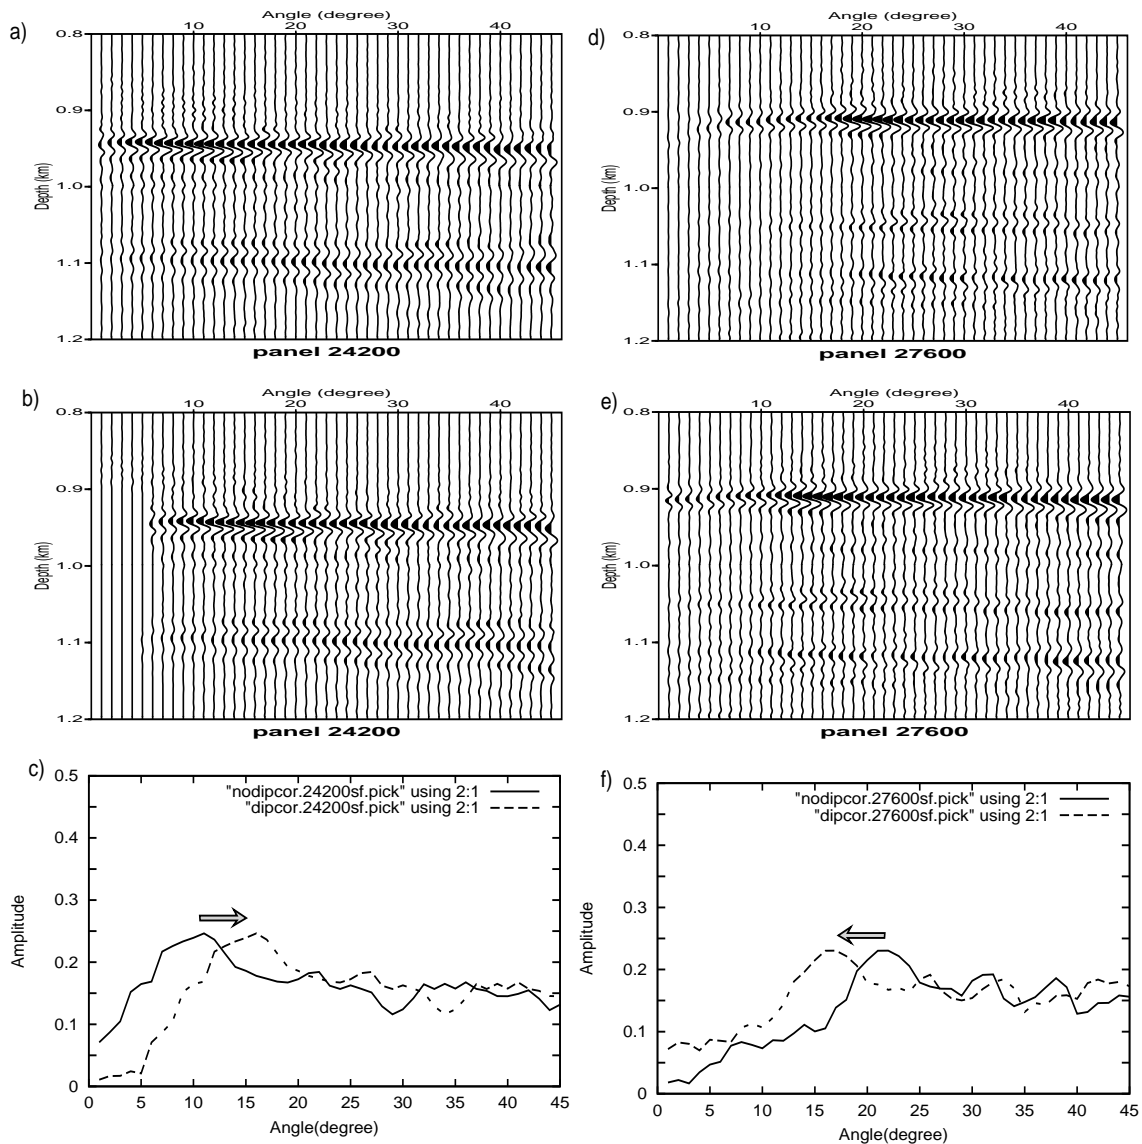 a)
Angle (degree)
10 20 30 40
0.8
0.9
1.0
1.1
1.2
Depth (km)
panel 24200
d)
Angle (degree)
10 20 30 40
0.8
0.9
1.0
1.1
1.2
Depth (km)
panel 27600
b)
Angle (degree)
10 20 30 40
0.8
0.9
1.0
1.1
1.2
Depth (km)
panel 24200
e)
Angle (degree)
10 20 30 40
0.8
0.9
1.0
1.1
1.2
Depth (km)
panel 27600
c)
"nodipcor.24200sf.pick" using 2:1
"dipcor.24200sf.pick" using 2:1
0.5
0.4
0.3
0.2
0.1
0
Amplitude
0 5 10 15 20 25 30 35 40 45
Angle(degree)
f)
"nodipcor.27600sf.pick" using 2:1
"dipcor.27600sf.pick" using 2:1
0.5
0.4
0.3
0.2
0.1
0
Amplitude
0 5 10 15 20 25 30 35 40 45
Angle(degree)